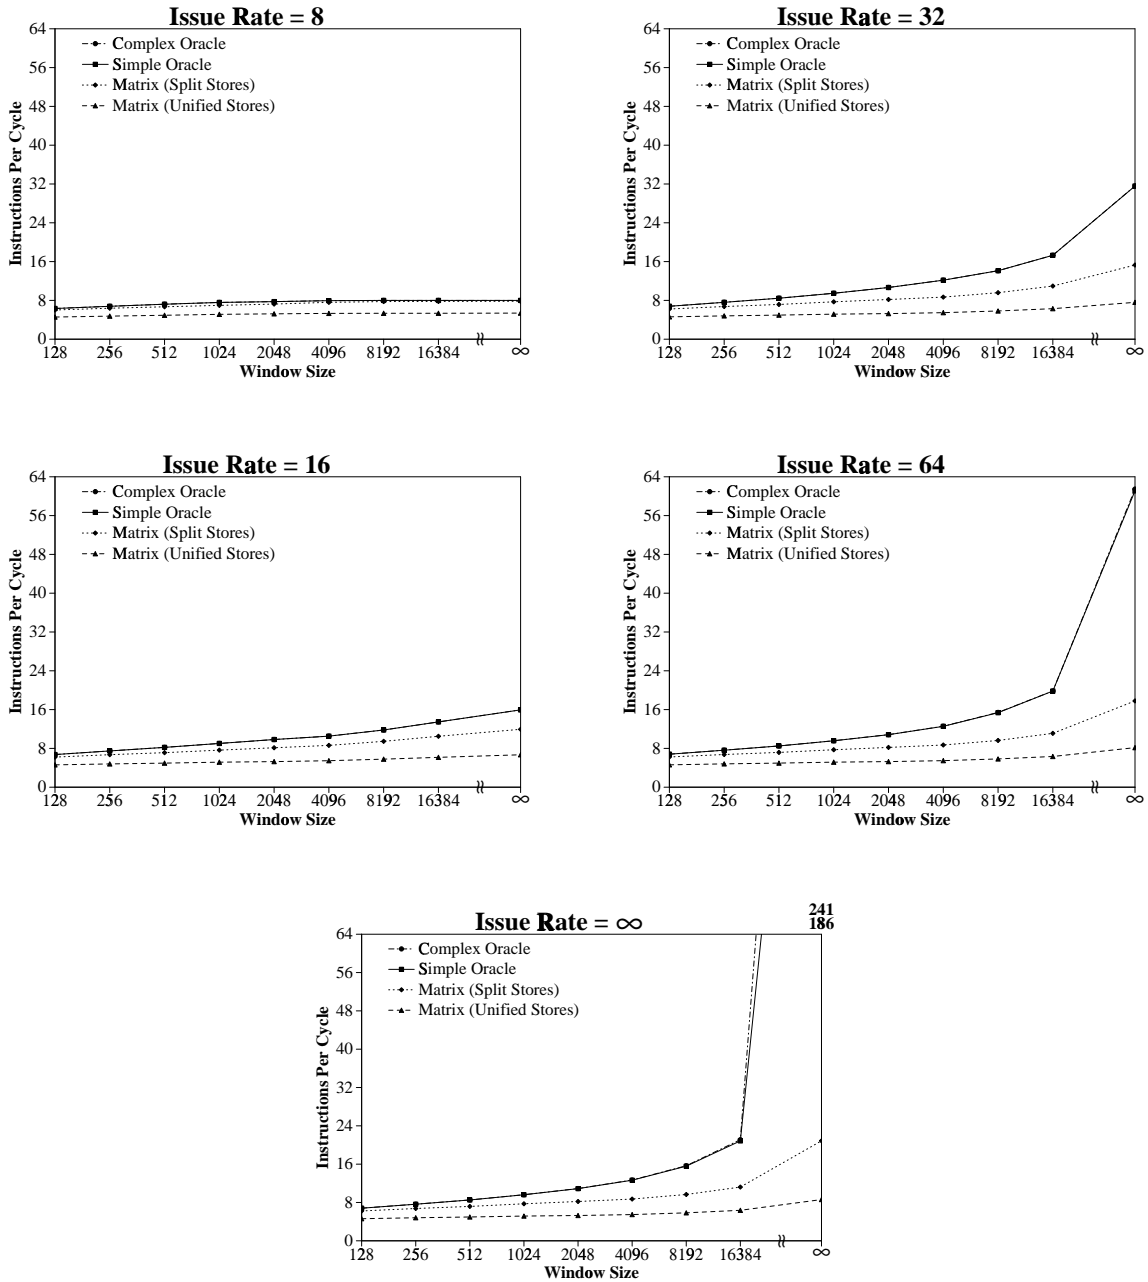 Issue Rate = 8
64
56
48
40
32
24
16
8
0
Instructions Per Cycle
Complex Oracle
Simple Oracle
Matrix (Split Stores)
Matrix (Unified Stores)
128 256 512 1024 2048 4096 8192 16384 ∞
Window Size
Issue Rate = 32
64
56
48
40
32
24
16
8
0
Instructions Per Cycle
Complex Oracle
Simple Oracle
Matrix (Split Stores)
Matrix (Unified Stores)
128 256 512 1024 2048 4096 8192 16384 ∞
Window Size
Issue Rate = 16
64
56
48
40
32
24
16
8
0
Instructions Per Cycle
Complex Oracle
Simple Oracle
Matrix (Split Stores)
Matrix (Unified Stores)
128 256 512 1024 2048 4096 8192 16384 ∞
Window Size
Issue Rate = 64
64
56
48
40
32
24
16
8
0
Instructions Per Cycle
Complex Oracle
Simple Oracle
Matrix (Split Stores)
Matrix (Unified Stores)
128 256 512 1024 2048 4096 8192 16384 ∞
Window Size
Issue Rate = ∞
241
186
64
56
48
40
32
24
16
8
0
Instructions Per Cycle
Complex Oracle
Simple Oracle
Matrix (Split Stores)
Matrix (Unified Stores)
128 256 512 1024 2048 4096 8192 16384 ∞
Window Size